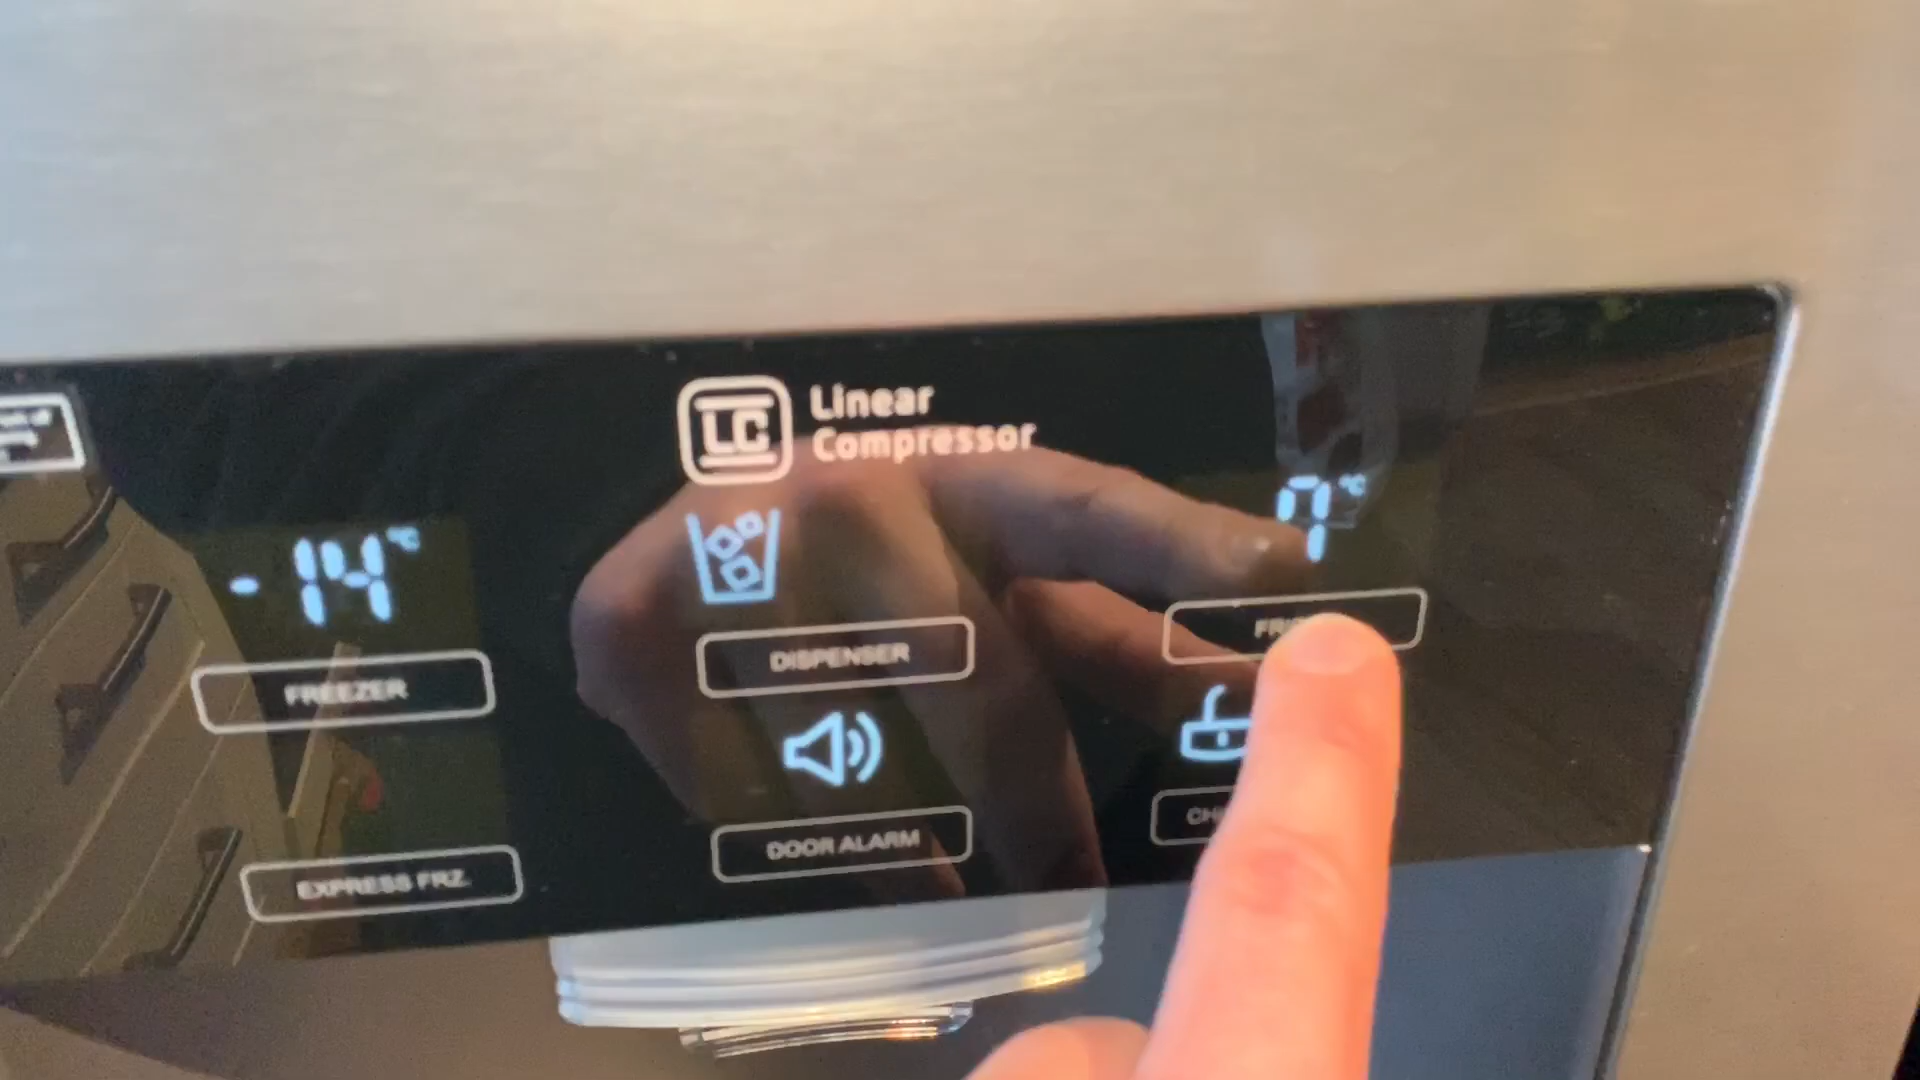 LC
Linear
Compressor
-14 °C
7 °C
FREEZER
DISPENSER
EXPRESS FRZ.
DOOR ALARM